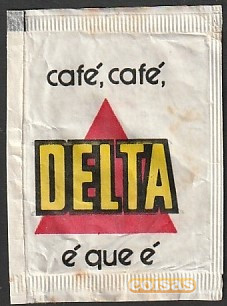 café, café,
DELTA
é que é
coisas